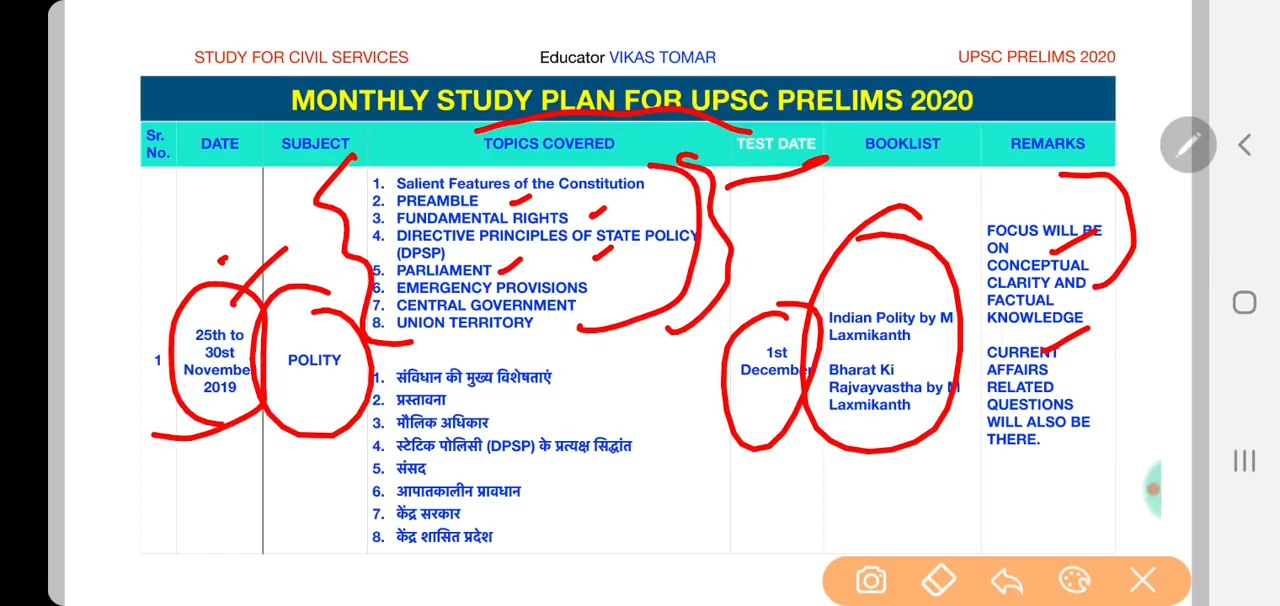 STUDY FOR CIVIL SERVICES Educator VIKAS TOMAR UPSC PRELIMS 2020
MONTHLY STUDY PLAN FOR UPSC PRELIMS 2020
Sr. No. DATE SUBJECT TOPICS COVERED TEST DATE BOOKLIST REMARKS
1
25th to
30st
Novembe
2019
POLITY
1. Salient Features of the Constitution
2. PREAMBLE
3. FUNDAMENTAL RIGHTS
4. DIRECTIVE PRINCIPLES OF STATE POLICY
(DPSP)
5. PARLIAMENT
6. EMERGENCY PROVISIONS
7. CENTRAL GOVERNMENT
8. UNION TERRITORY
1. संविधान की मुख्य विशेषताएं
2. प्रस्तावना
3. मौलिक अधिकार
4. स्टेटिक पोलिसी (DPSP) के प्रत्यक्ष सिद्धांत
5. संसद
6. आपातकालीन प्रावधान
7. केंद्र सरकार
8. केंद्र शासित प्रदेश
1st
December
Indian Polity by M
Laxmikanth
Bharat Ki
Rajvayvastha by M
Laxmikanth
FOCUS WILL BE
ON
CONCEPTUAL
CLARITY AND
FACTUAL
KNOWLEDGE
CURRENT
AFFAIRS
RELATED
QUESTIONS
WILL ALSO BE
THERE.